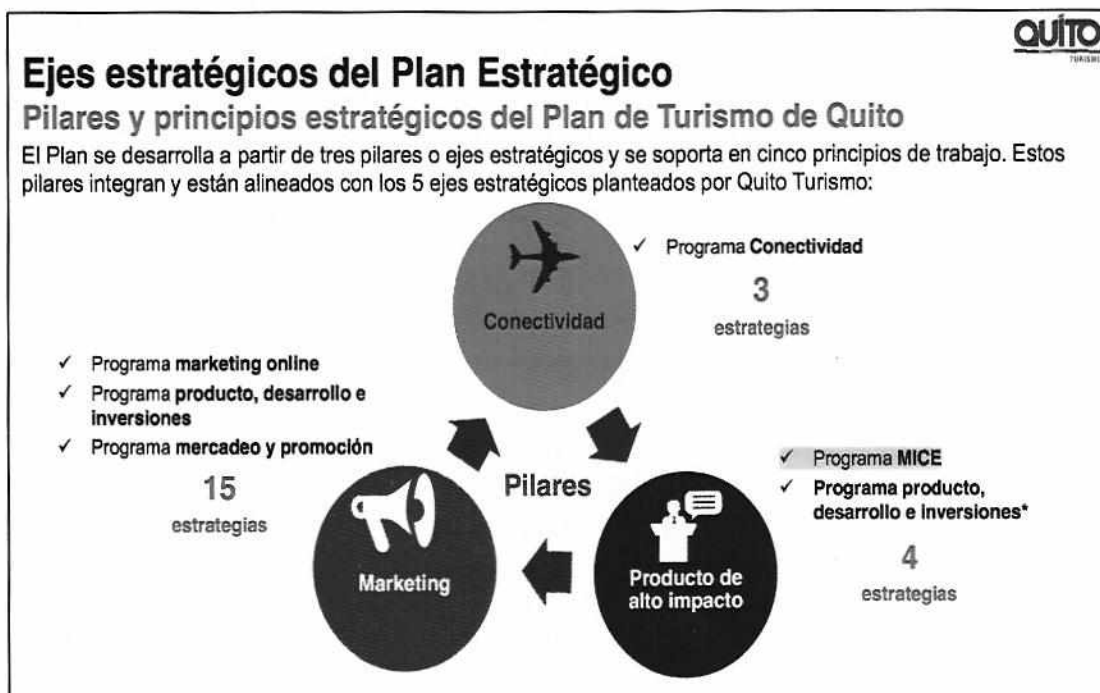 QUITO
TURISMO
Ejes estratégicos del Plan Estratégico
Pilares y principios estratégicos del Plan de Turismo de Quito
El Plan se desarrolla a partir de tres pilares o ejes estratégicos y se soporta en cinco principios de trabajo. Estos
pilares integran y están alineados con los 5 ejes estratégicos planteados por Quito Turismo:
Conectividad
✓ Programa Conectividad
3
estrategias
✓ Programa marketing online
✓ Programa producto, desarrollo e
inversiones
✓ Programa mercadeo y promoción
15
estrategias
Pilares
✓ Programa MICE
✓ Programa producto,
desarrollo e inversiones*
4
estrategias
Marketing
Producto de
alto impacto